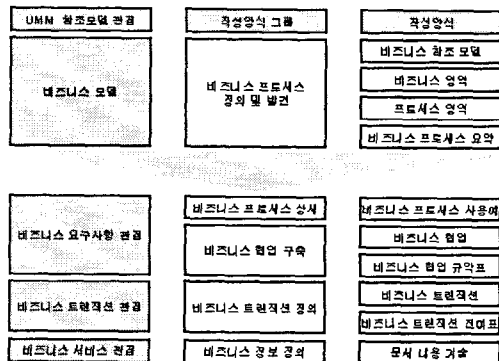 UMM 참조모델 관점
작성양식 그룹
작성양식
비즈니스 모델
비즈니스 프로세스
정의 및 발견
비즈니스 참조 모델
비즈니스 영역
프로세스 영역
비즈니스 프로세스 요약
비즈니스 요구사항 관점
비즈니스 프로세스 상세
비즈니스 프로세스 사용예
비즈니스 협업 구축
비즈니스 협업
비즈니스 협업 규약표
비즈니스 트랜잭션 관점
비즈니스 트랜잭션 정의
비즈니스 트랜잭션
비즈니스 트랜잭션 전이표
비즈니스 서비스 관점
비즈니스 정보 정의
문서 내용 기술